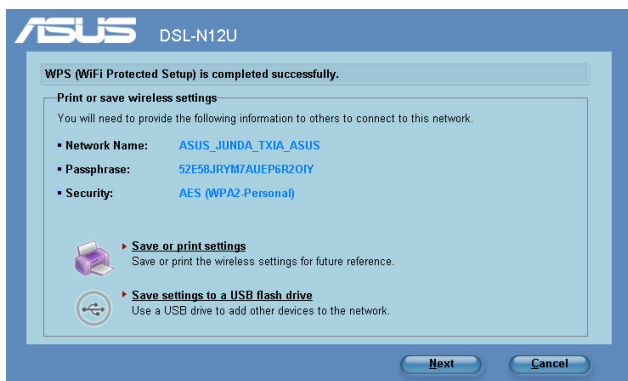 ASUS DSL-N12U
WPS (WiFi Protected Setup) is completed successfully.
Print or save wireless settings
You will need to provide the following information to others to connect to this network.
▪ Network Name: ASUS_JUNDA_TXIA_ASUS
▪ Passphrase: 52E58JRYM7AUEP6R2OIY
▪ Security: AES (WPA2-Personal)
Save or print settings
Save or print the wireless settings for future reference.
Save settings to a USB flash drive
Use a USB drive to add other devices to the network.
Next Cancel